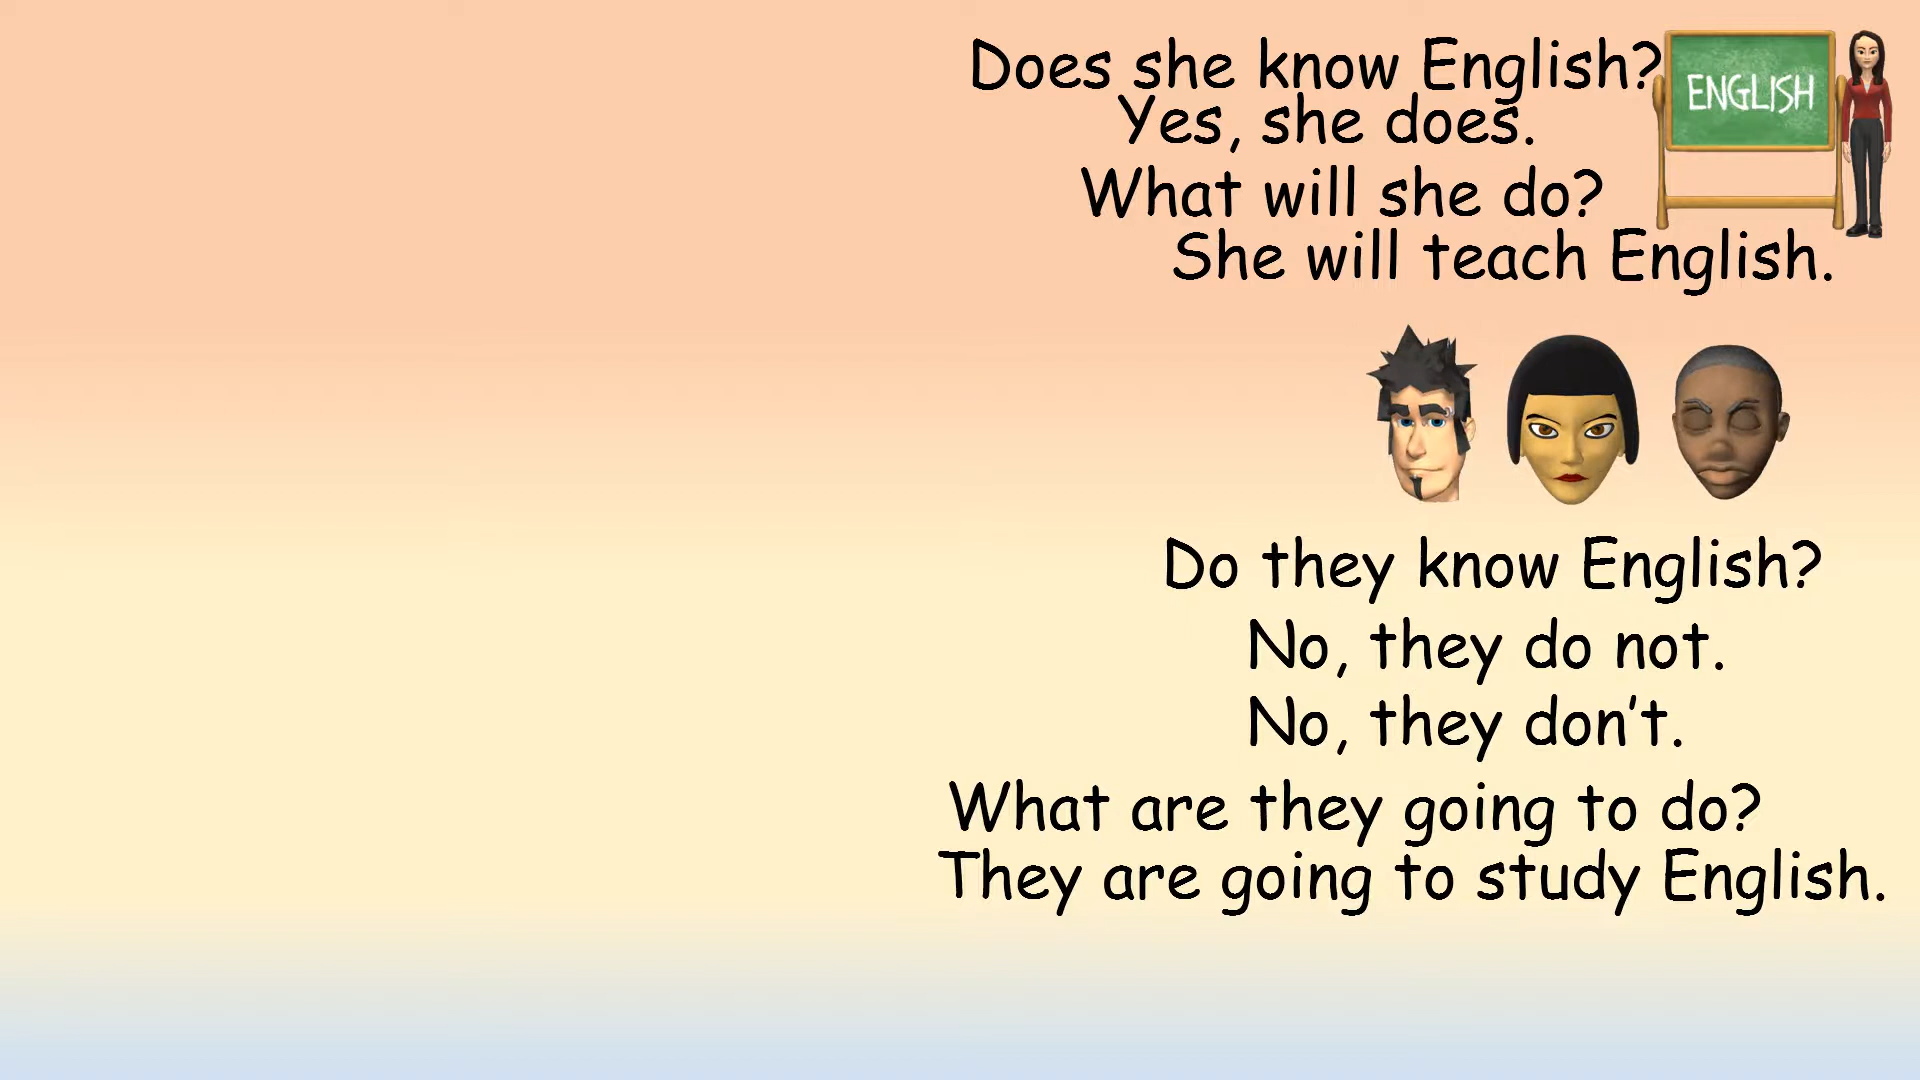 Does she know English?
ENGLISH
Yes, she does.
What will she do?
She will teach English.
Do they know English?
No, they do not.
No, they don't.
What are they going to do?
They are going to study English.